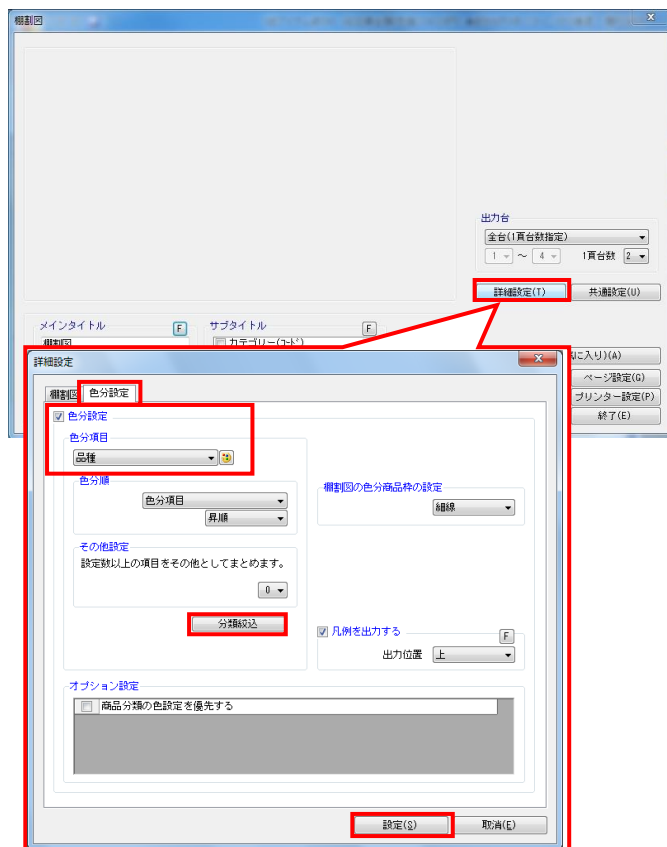 棚割図
出力台
全台(1頁台数指定)
1 ～ 4 1頁台数 2
詳細設定(T) 共通設定(U)
メインタイトル F サブタイトル F
棚割図 カテゴリー(コード)
に入り)(A)
ページ設定(G)
プリンター設定(P)
終了(E)
詳細設定
棚割図 色分設定
色分設定
色分項目
品種
色分順
色分項目
昇順
棚割図の色分商品枠の設定
細線
その他設定
設定数以上の項目をその他としてまとめます。
0
分類絞込
凡例を出力する F
出力位置 上
オプション設定
商品分類の色設定を優先する
設定(S) 取消(E)